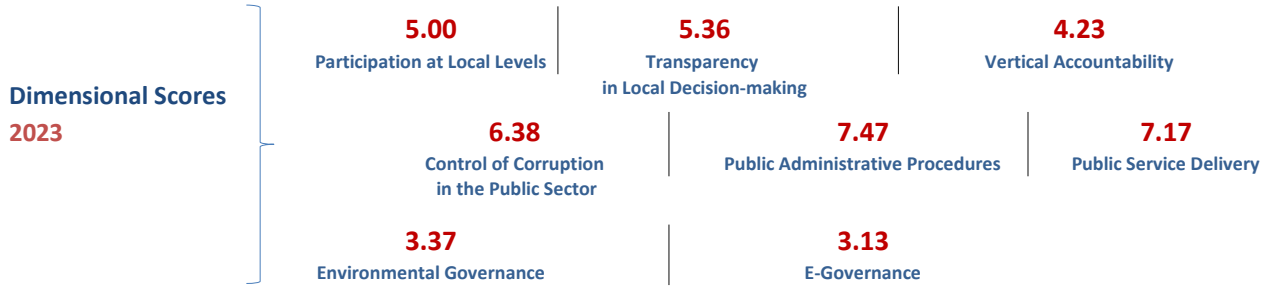 Dimensional Scores
2023
5.00
Participation at Local Levels
5.36
Transparency
in Local Decision-making
4.23
Vertical Accountability
6.38
Control of Corruption
in the Public Sector
7.47
Public Administrative Procedures
7.17
Public Service Delivery
3.37
Environmental Governance
3.13
E-Governance